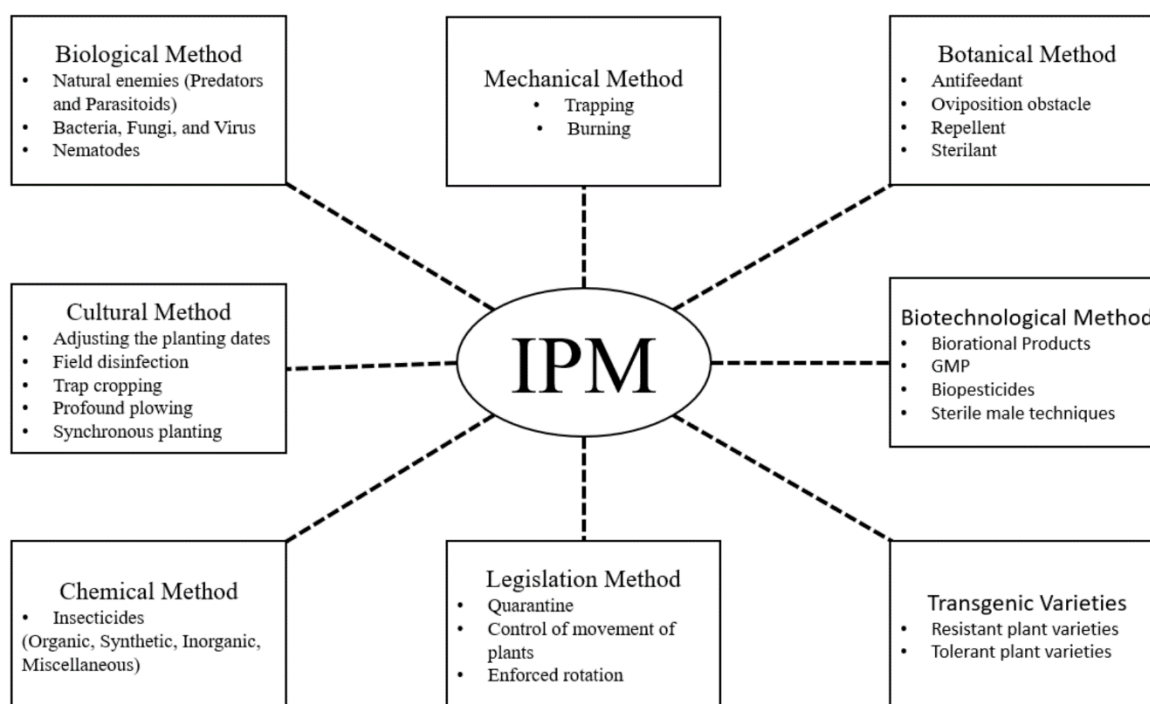 Biological Method
• Natural enemies (Predators
and Parasitoids)
• Bacteria, Fungi, and Virus
• Nematodes
Mechanical Method
• Trapping
• Burning
Botanical Method
• Antifeedant
• Oviposition obstacle
• Repellent
• Sterilant
Cultural Method
• Adjusting the planting dates
• Field disinfection
• Trap cropping
• Profound plowing
• Synchronous planting
IPM
Biotechnological Method
• Biorational Products
• GMP
• Biopesticides
• Sterile male techniques
Chemical Method
• Insecticides
(Organic, Synthetic, Inorganic,
Miscellaneous)
Legislation Method
• Quarantine
• Control of movement of
plants
• Enforced rotation
Transgenic Varieties
• Resistant plant varieties
• Tolerant plant varieties